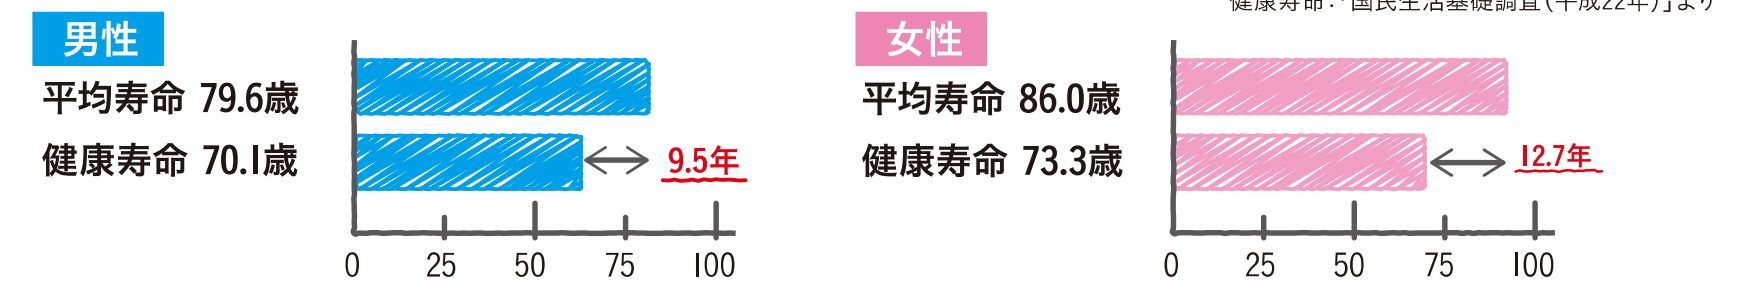 健康寿命：「国民生活基礎調査（平成22年）」より
男性
平均寿命 79.6歳
健康寿命 70.1歳
9.5年
0 25 50 75 100
女性
平均寿命 86.0歳
健康寿命 73.3歳
12.7年
0 25 50 75 100